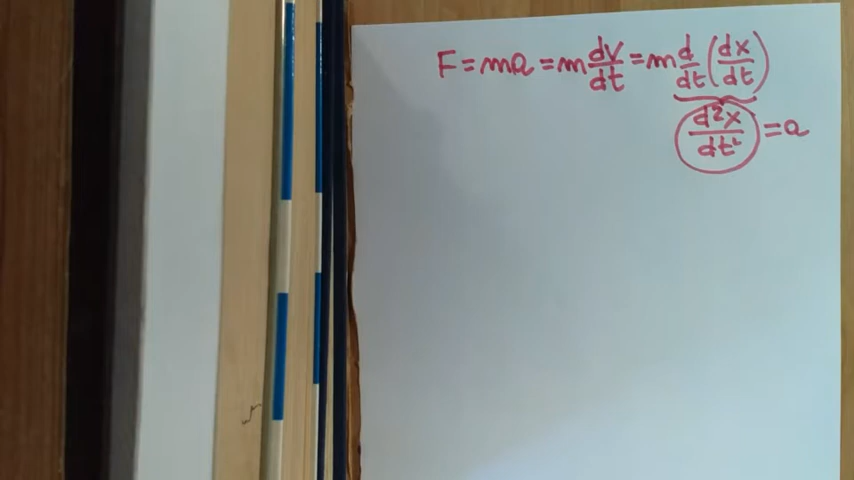 F = ma = m dv/dt = m d/dt (dx/dt)
d²x/dt² = a